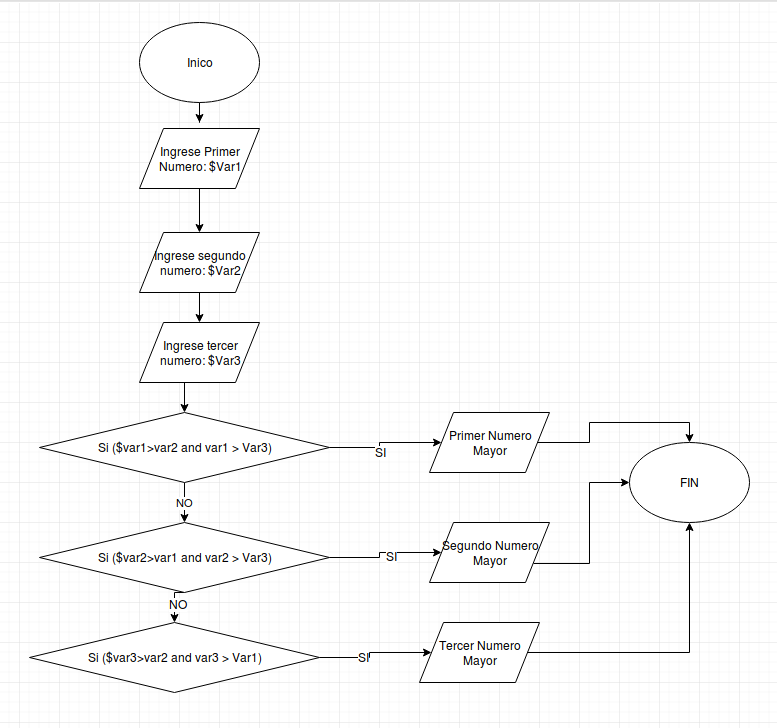 Inico
Ingrese Primer
Numero: $Var1
Ingrese segundo
numero: $Var2
Ingrese tercer
numero: $Var3
Si ($var1>var2 and var1 > Var3)
SI
Primer Numero
Mayor
FIN
NO
Si ($var2>var1 and var2 > Var3)
SI
Segundo Numero
Mayor
NO
Si ($var3>var2 and var3 > Var1)
SI
Tercer Numero
Mayor